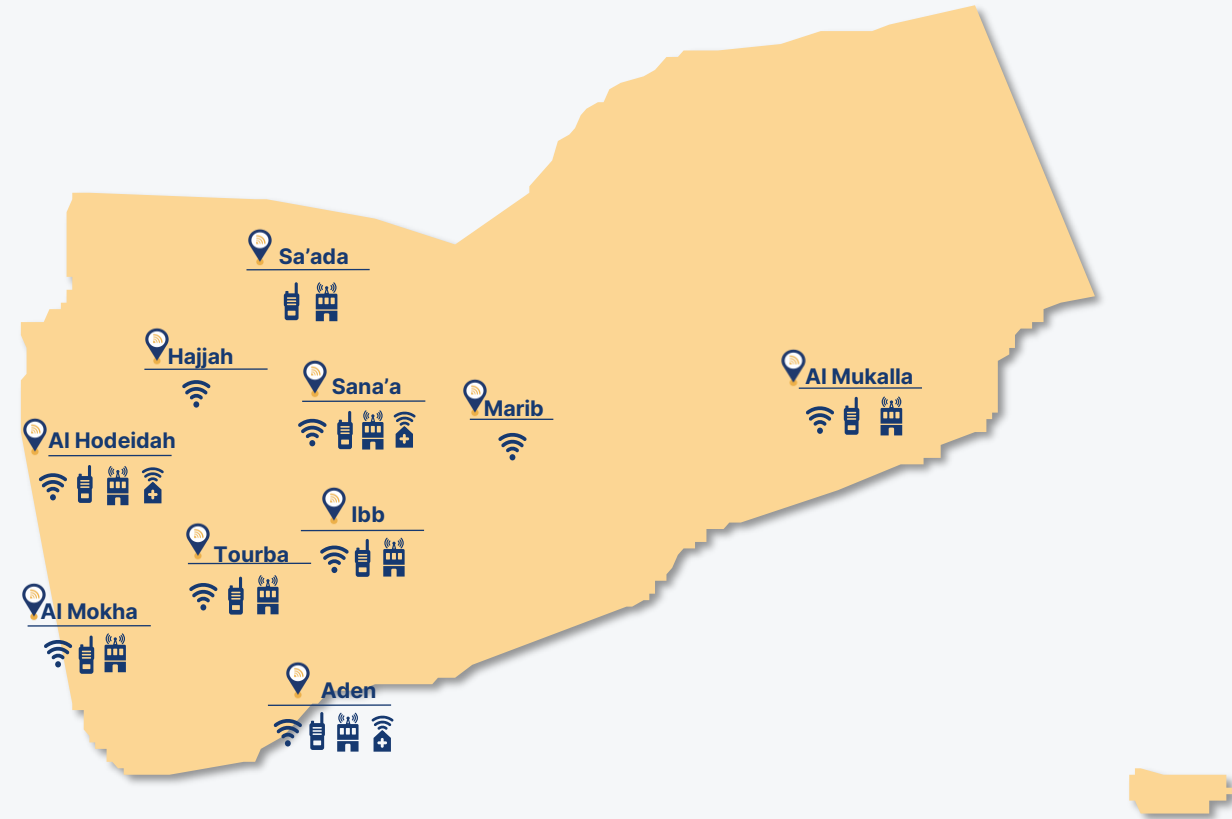 Sa’ada
Hajjah
Sana’a
Al Mukalla
Marib
Al Hodeidah
Ibb
Tourba
Al Mokha
Aden